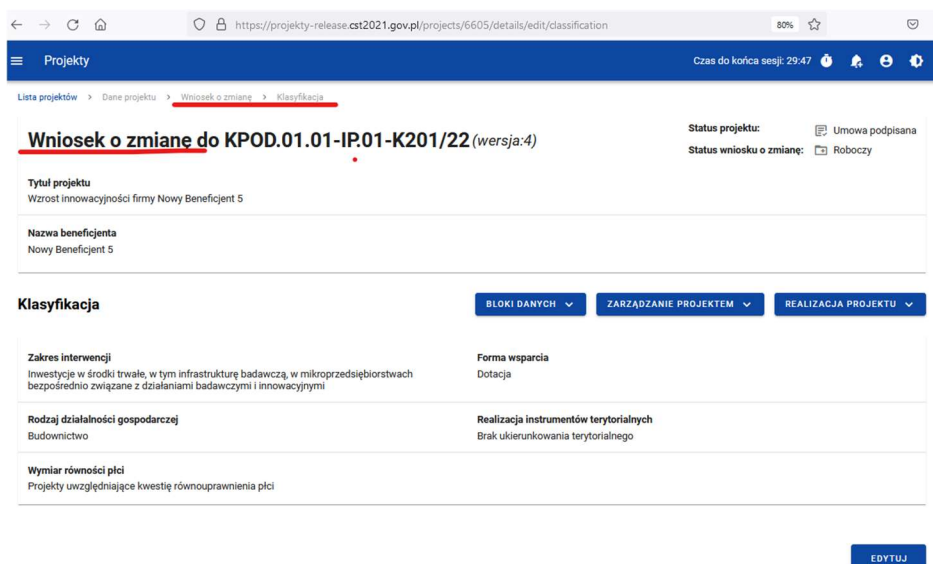 https://projekty-release.cst2021.gov.pl/projects/6605/details/edit/classification
80%
Projekty
Czas do końca sesji: 29:47
Lista projektów > Dane projektu > Wniosek o zmianę > Klasyfikacja
Wniosek o zmianę do KPOD.01.01-IP.01-K201/22 (wersja:4)
Status projektu: Umowa podpisana
Status wniosku o zmianę: Roboczy
Tytuł projektu
Wzrost innowacyjności firmy Nowy Beneficjent 5
Nazwa beneficjenta
Nowy Beneficjent 5
Klasyfikacja
BLOKI DANYCH
ZARZĄDZANIE PROJEKTEM
REALIZACJA PROJEKTU
Zakres interwencji
Inwestycje w środki trwałe, w tym infrastrukturę badawczą, w mikroprzedsiębiorstwach
bezpośrednio związane z działaniami badawczymi i innowacyjnymi
Forma wsparcia
Dotacja
Rodzaj działalności gospodarczej
Budownictwo
Realizacja instrumentów terytorialnych
Brak ukierunkowania terytorialnego
Wymiar równości płci
Projekty uwzględniające kwestię równouprawnienia płci
EDYTUJ